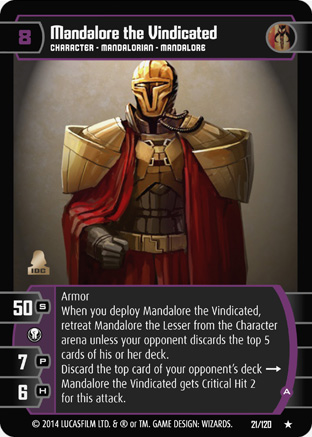 8 Mandalore the Vindicated
CHARACTER • MANDALORIAN • MANDALORE
IDC
50 S
7 P
6 H
Armor
When you deploy Mandalore the Vindicated,
retreat Mandalore the Lesser from the Character
arena unless your opponent discards the top 5
cards of his or her deck.
Discard the top card of your opponent's deck →
Mandalore the Vindicated gets Critical Hit 2
for this attack.
A
© 2014 LUCASFILM LTD. & ® or TM. GAME DESIGN: WIZARDS. 21/120 ★